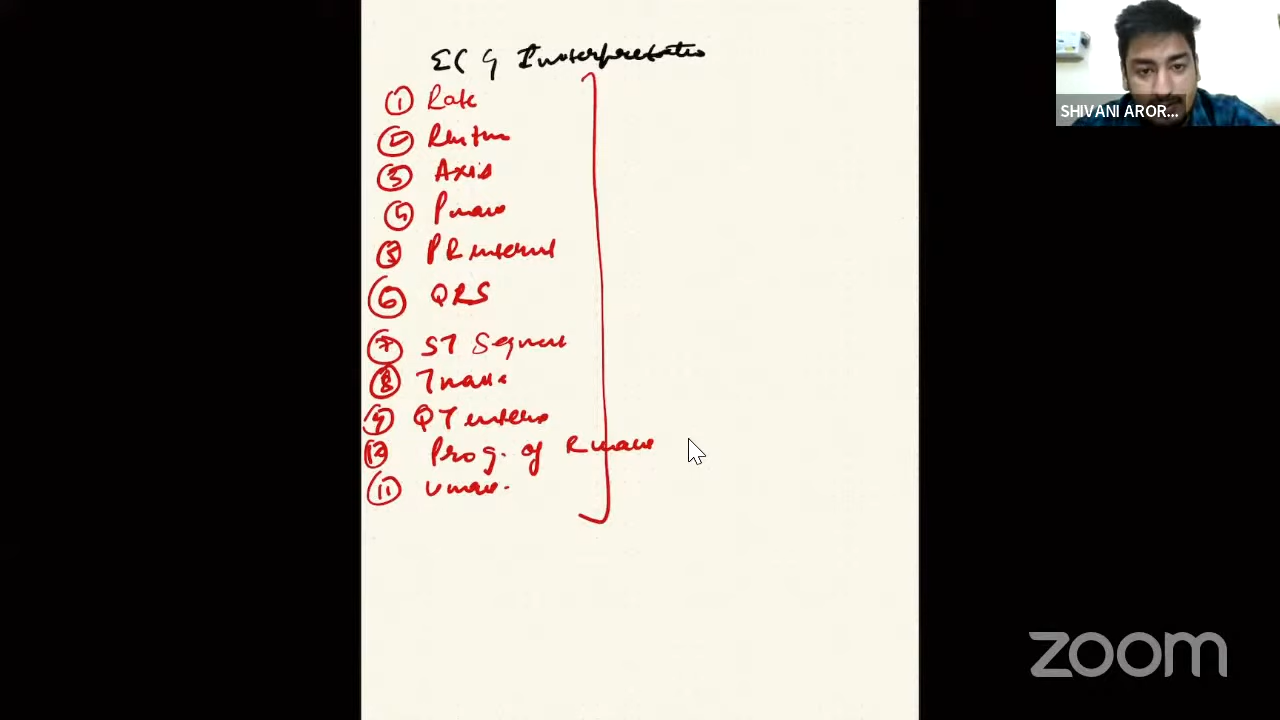 ECG Interpretation
① Rate
② Rhythm
③ Axis
④ P wave
⑤ PR interval
⑥ QRS
⑦ ST Segment
⑧ T wave
⑨ QT interval
⑩ Prog. of R wave
⑪ U wave.
SHIVANI AROR...
zoom